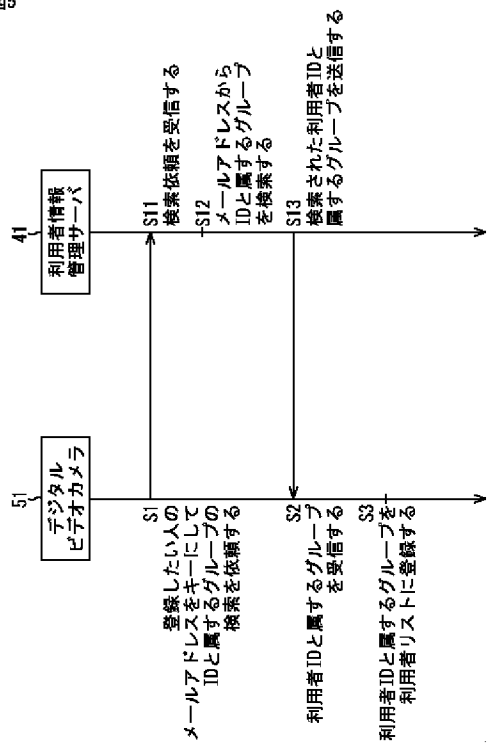 51
デジタル
ビデオカメラ
41
利用者情報
管理サーバ
S1
登録したい人の
メールアドレスをキーにして
IDと属するグループの
検索を依頼する
S11
検索依頼を受信する
S12
メールアドレスから
IDと属するグループ
を検索する
S13
検索された利用者IDと
属するグループを送信する
S2
利用者IDと属するグループ
を受信する
S3
利用者IDと属するグループを
利用者リストに登録する